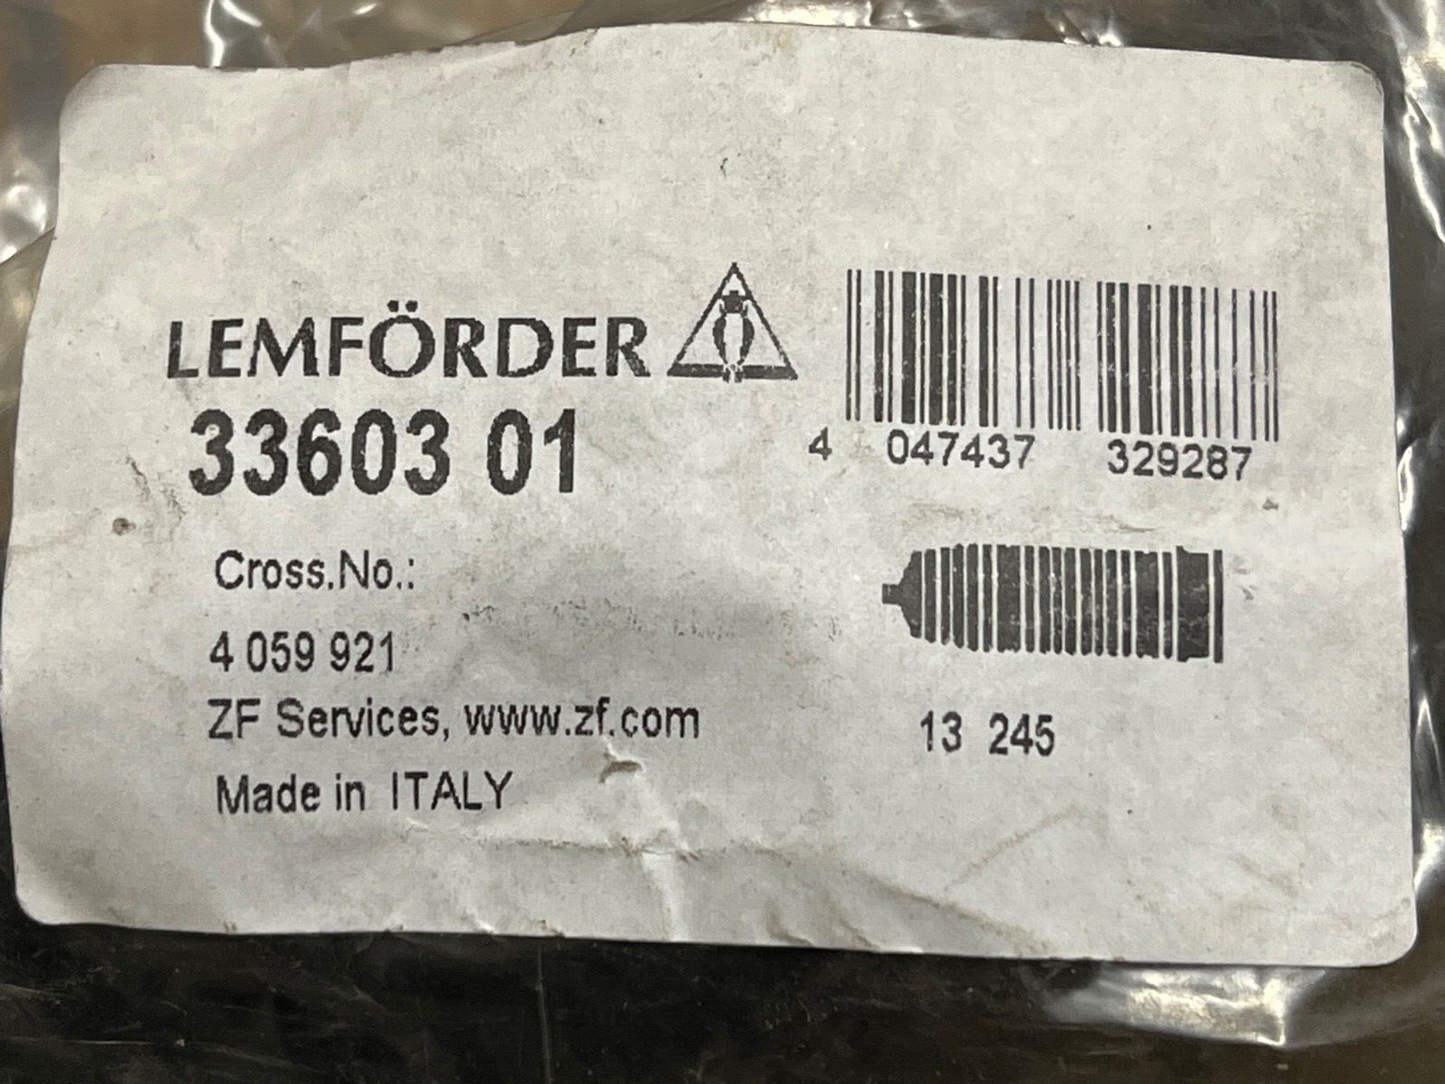 LEMFÖRDER
33603 01
4 047437 329287
Cross.No.:
4 059 921
ZF Services, www.zf.com
Made in ITALY
13 245